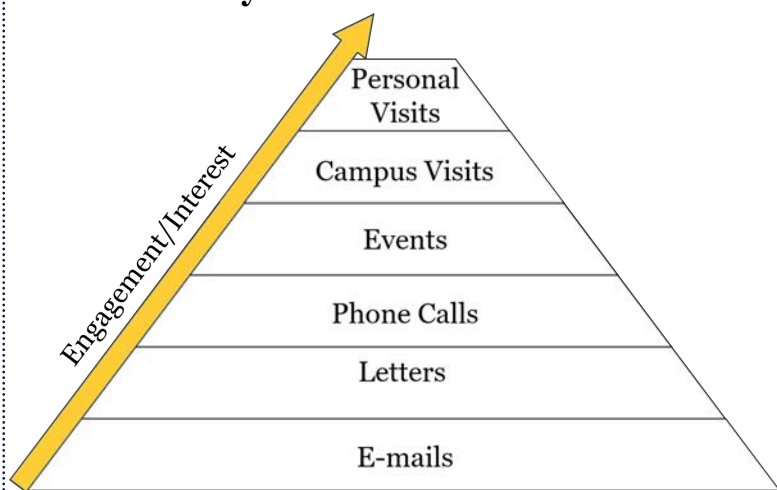 Personal
Visits
Campus Visits
Events
Phone Calls
Letters
E-mails
Engagement/Interest